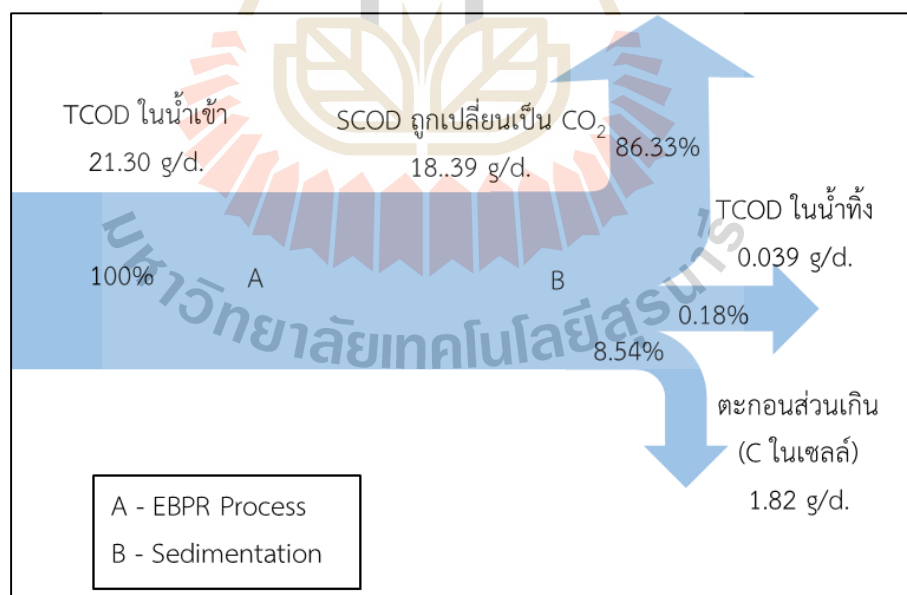 TCOD ในน้ำเข้า
21.30 g/d.
SCOD ถูกเปลี่ยนเป็น CO₂
18..39 g/d.
86.33%
TCOD ในน้ำทิ้ง
0.039 g/d.
100%
A
B
0.18%
8.54%
ตะกอนส่วนเกิน
(C ในเซลล์)
1.82 g/d.
A - EBPR Process
B - Sedimentation
มหาวิทยาลัยเทคโนโลยีสุรนารี